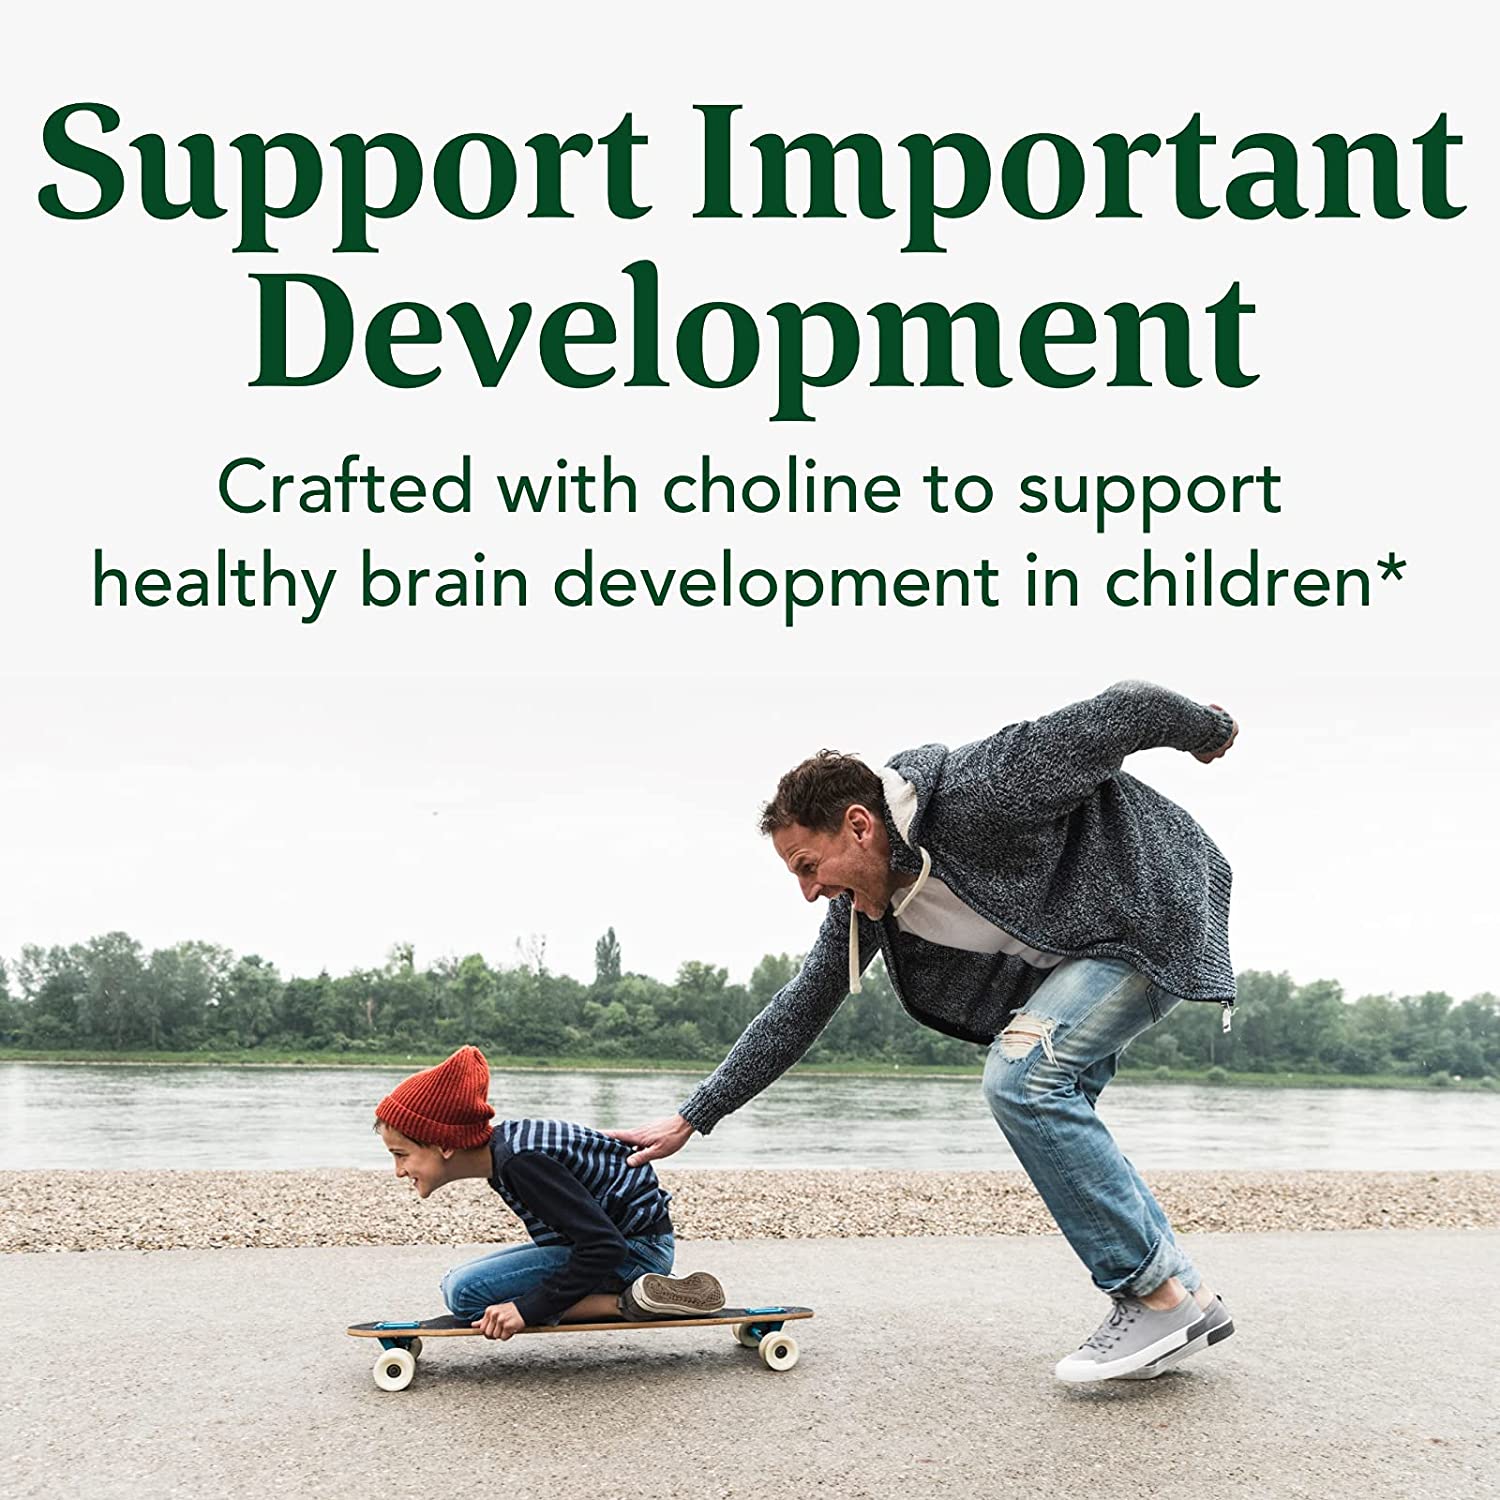 Support Important
Development
Crafted with choline to support
healthy brain development in children*